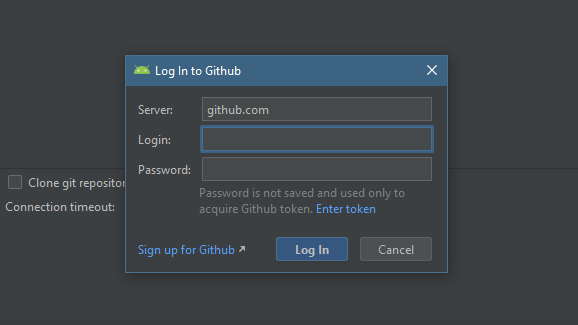 Log In to Github
Server: github.com
Login:
Password:
Password is not saved and used only to
acquire Github token. Enter token
Clone git repositor
Connection timeout:
Sign up for Github
Log In
Cancel